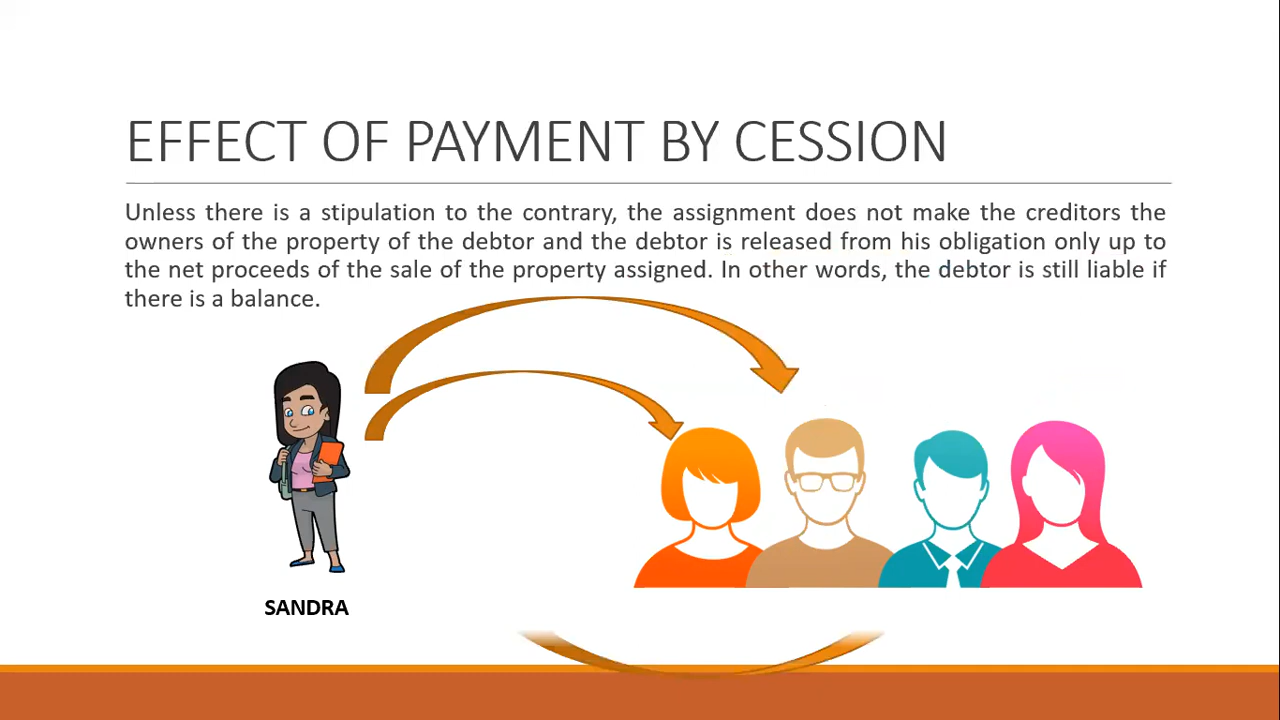 EFFECT OF PAYMENT BY CESSION
Unless there is a stipulation to the contrary, the assignment does not make the creditors the
owners of the property of the debtor and the debtor is released from his obligation only up to
the net proceeds of the sale of the property assigned. In other words, the debtor is still liable if
there is a balance.
SANDRA